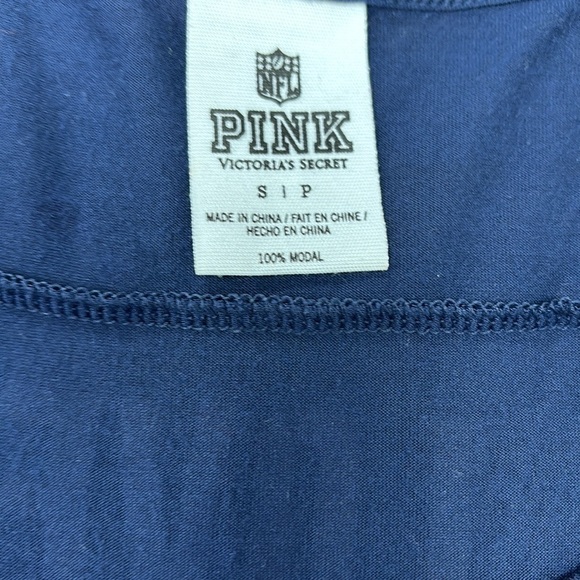 NFL
PINK
VICTORIA'S SECRET
S | P
MADE IN CHINA / FAIT EN CHINE /
HECHO EN CHINA
100% MODAL